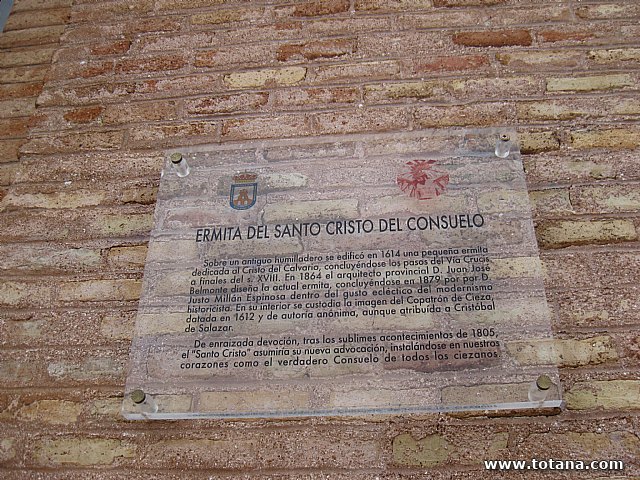 ERMITA DEL SANTO CRISTO DEL CONSUELO
Sobre un antiguo humilladero se edificó en 1614 una pequeña ermita
dedicada al Cristo del Calvario, concluyéndose los pasos del Vía Crucis
a finales del s. XVIII. En 1864 el arquitecto provincial D. Juan José
Belmonte diseña la actual ermita, concluyéndose en 1879 por par D.
Justo Millán Espinosa dentro del gusto ecléctico del modernismo
historicista. En su interior se custodia la imagen del Copatrón de Cieza,
datada en 1612 y de autoría anónima, aunque atribuida a Cristóbal
de Salazar.
De enraizada devoción, tras los sublimes acontecimientos de 1805,
el "Santo Cristo" asumiría su nueva advocación, instalándose en nuestros
corazones como el verdadero Consuelo de todos los ciezanos
www.totana.com